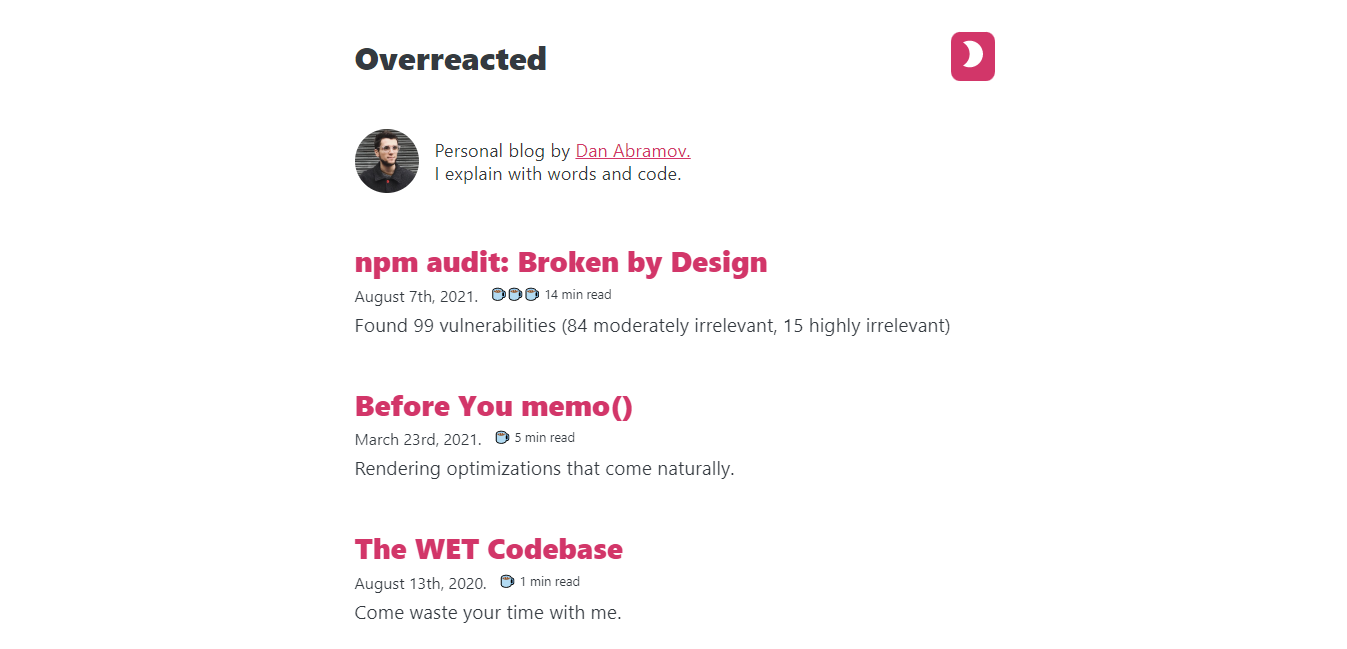 Overreacted
Personal blog by Dan Abramov.
I explain with words and code.
npm audit: Broken by Design
August 7th, 2021. 14 min read
Found 99 vulnerabilities (84 moderately irrelevant, 15 highly irrelevant)
Before You memo()
March 23rd, 2021. 5 min read
Rendering optimizations that come naturally.
The WET Codebase
August 13th, 2020. 1 min read
Come waste your time with me.